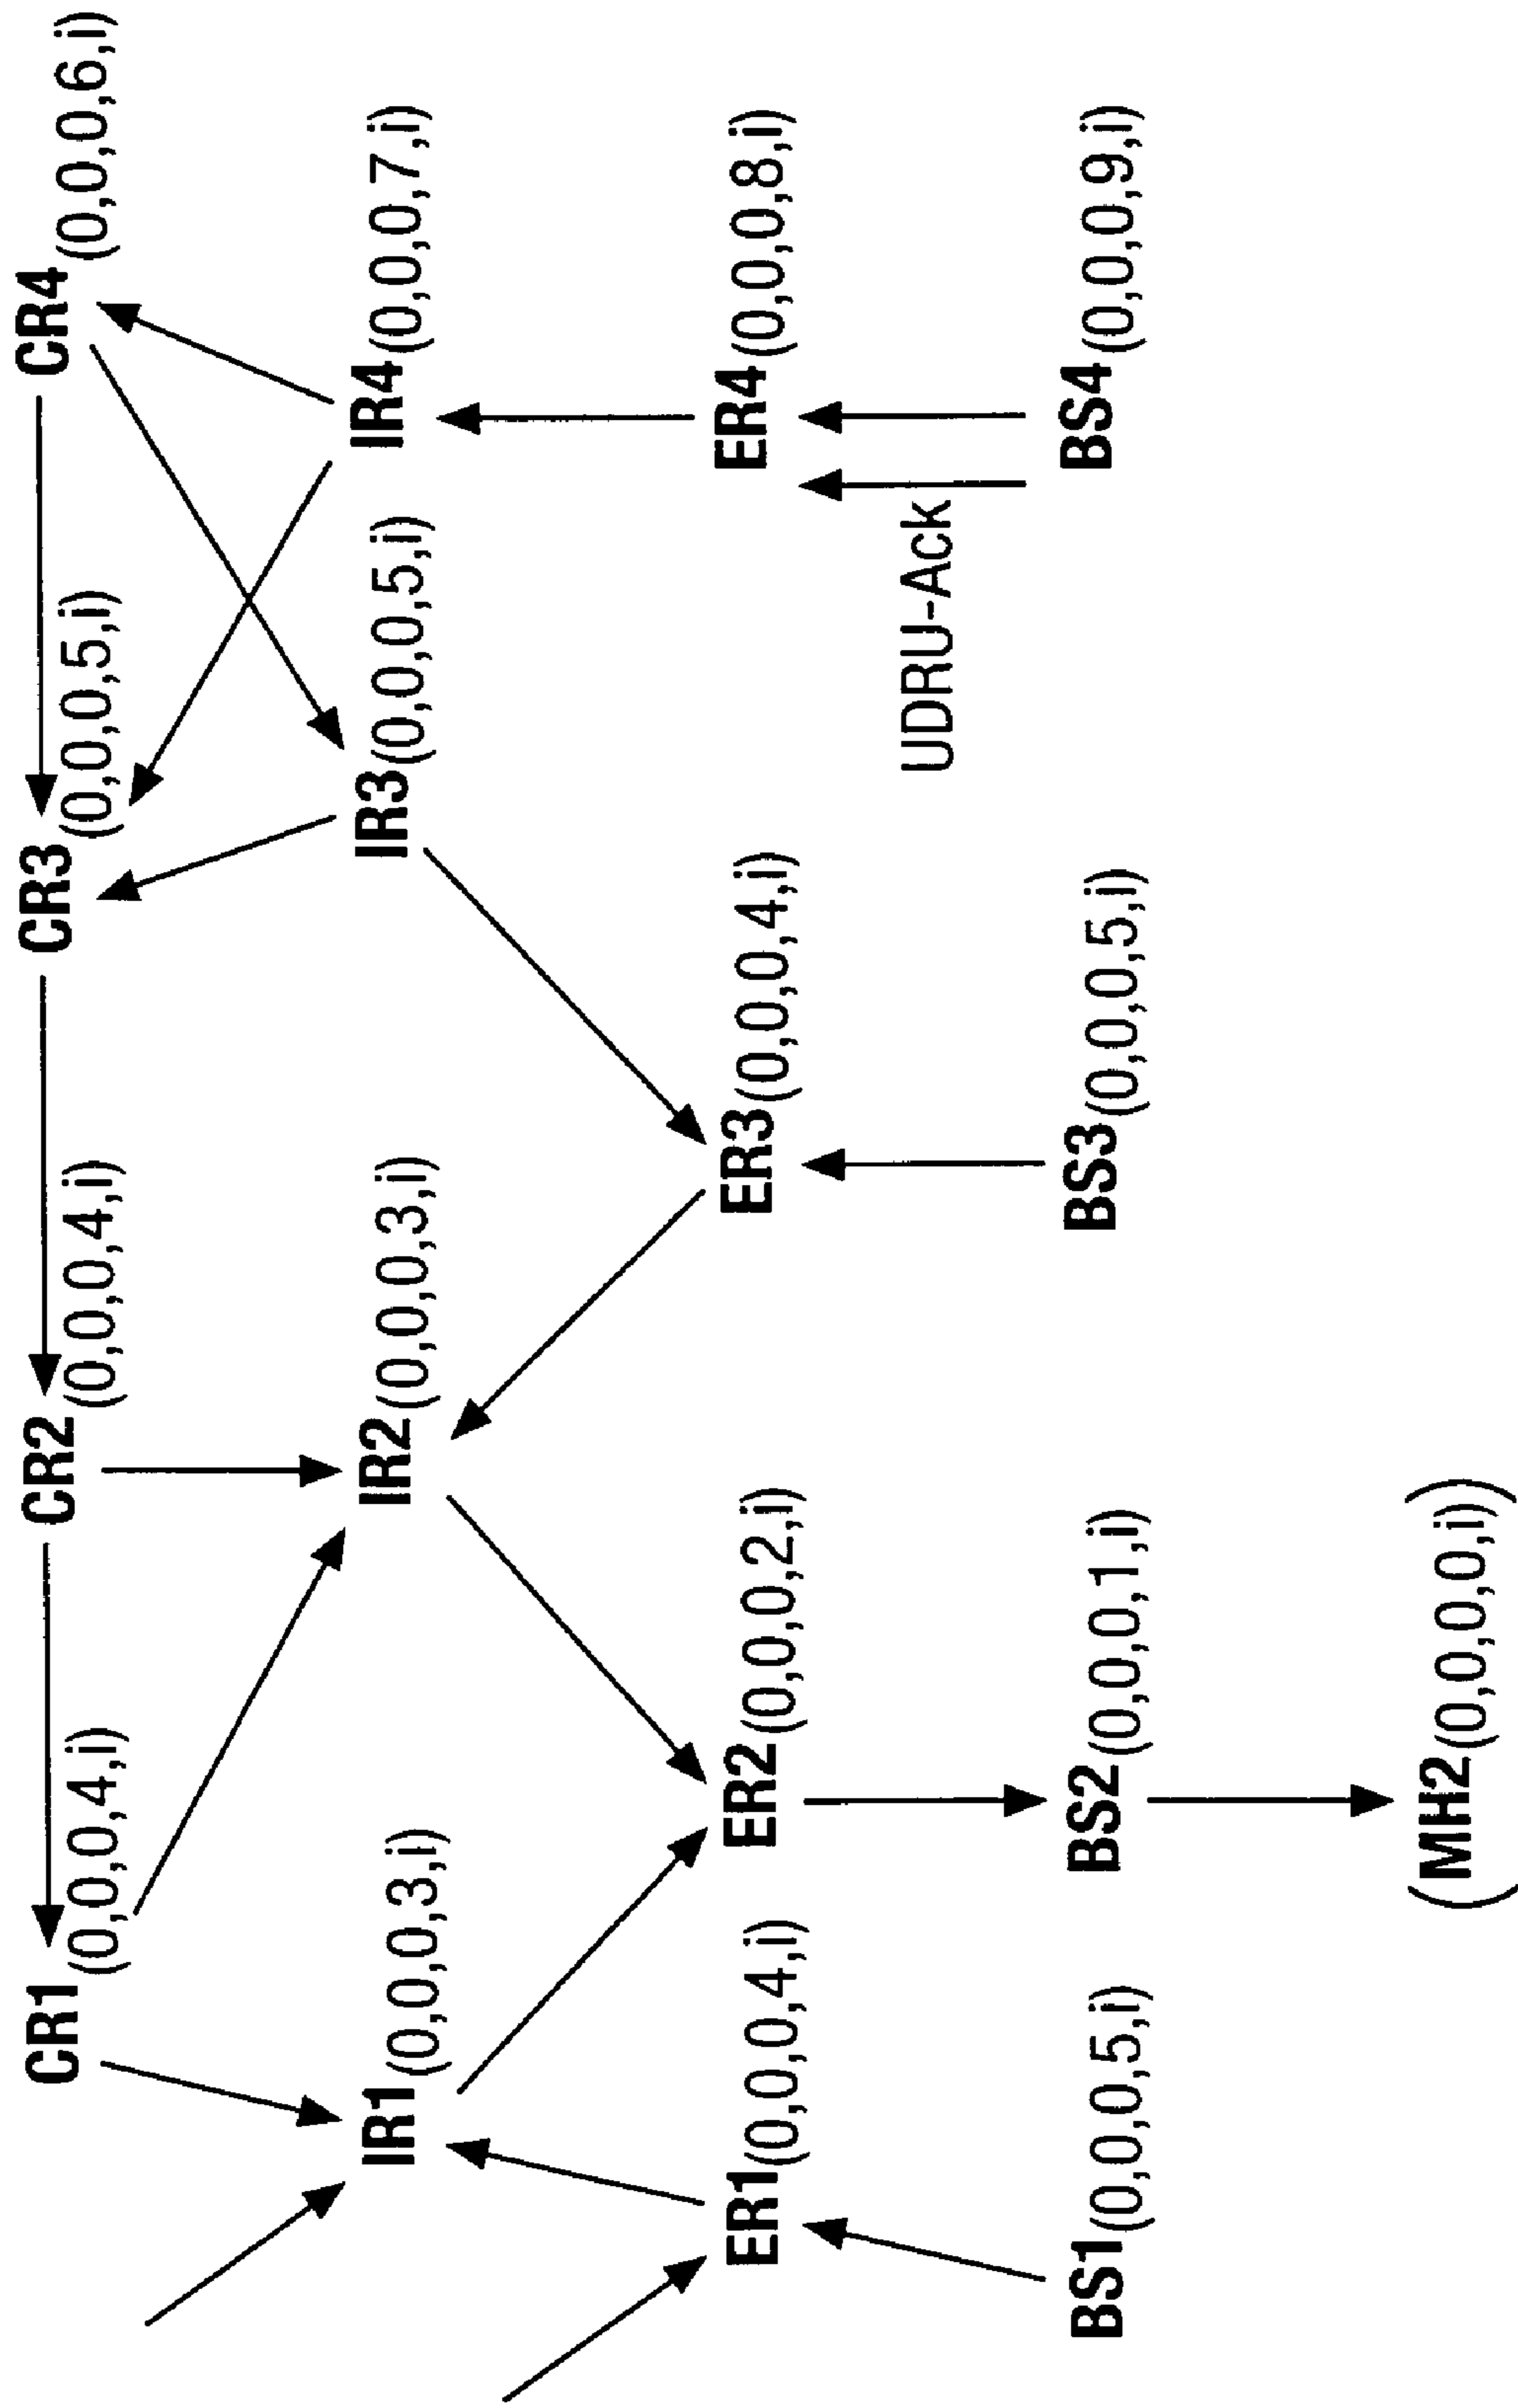 CR1 (0,0,0,4,i)
CR2 (0,0,0,4,i)
CR3 (0,0,0,5,i)
CR4 (0,0,0,6,i)
IR1 (0,0,0,3,i)
IR2 (0,0,0,3,i)
IR3 (0,0,0,5,i)
IR4 (0,0,0,7,i)
ER1 (0,0,0,4,i)
ER2 (0,0,0,2,i)
ER3 (0,0,0,4,i)
ER4 (0,0,0,8,i)
UDRU-Ack
BS1 (0,0,0,5,i)
BS2 (0,0,0,1,i)
BS3 (0,0,0,5,i)
BS4 (0,0,0,9,i)
(MH2 (0,0,0,0,i))